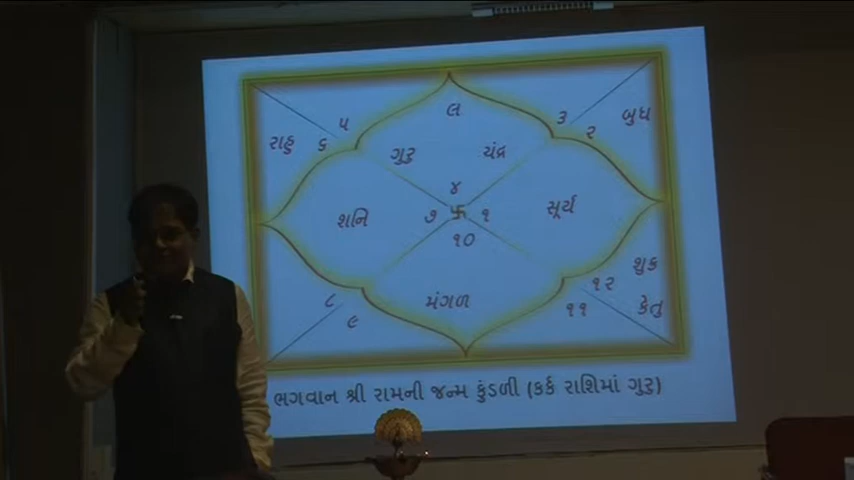 લ
૩
બુધ
૫
૨
રાહુ
૬
ગુરુ
ચંદ્ર
૪
શનિ
૭
૧
સૂર્ય
૧૦
શુક્ર
૮
૧૨
મંગળ
૯
૧૧
કેતુ
ભગવાન શ્રી રામની જન્મ કુંડળી (કર્ક રાશિમાં ગુરુ)